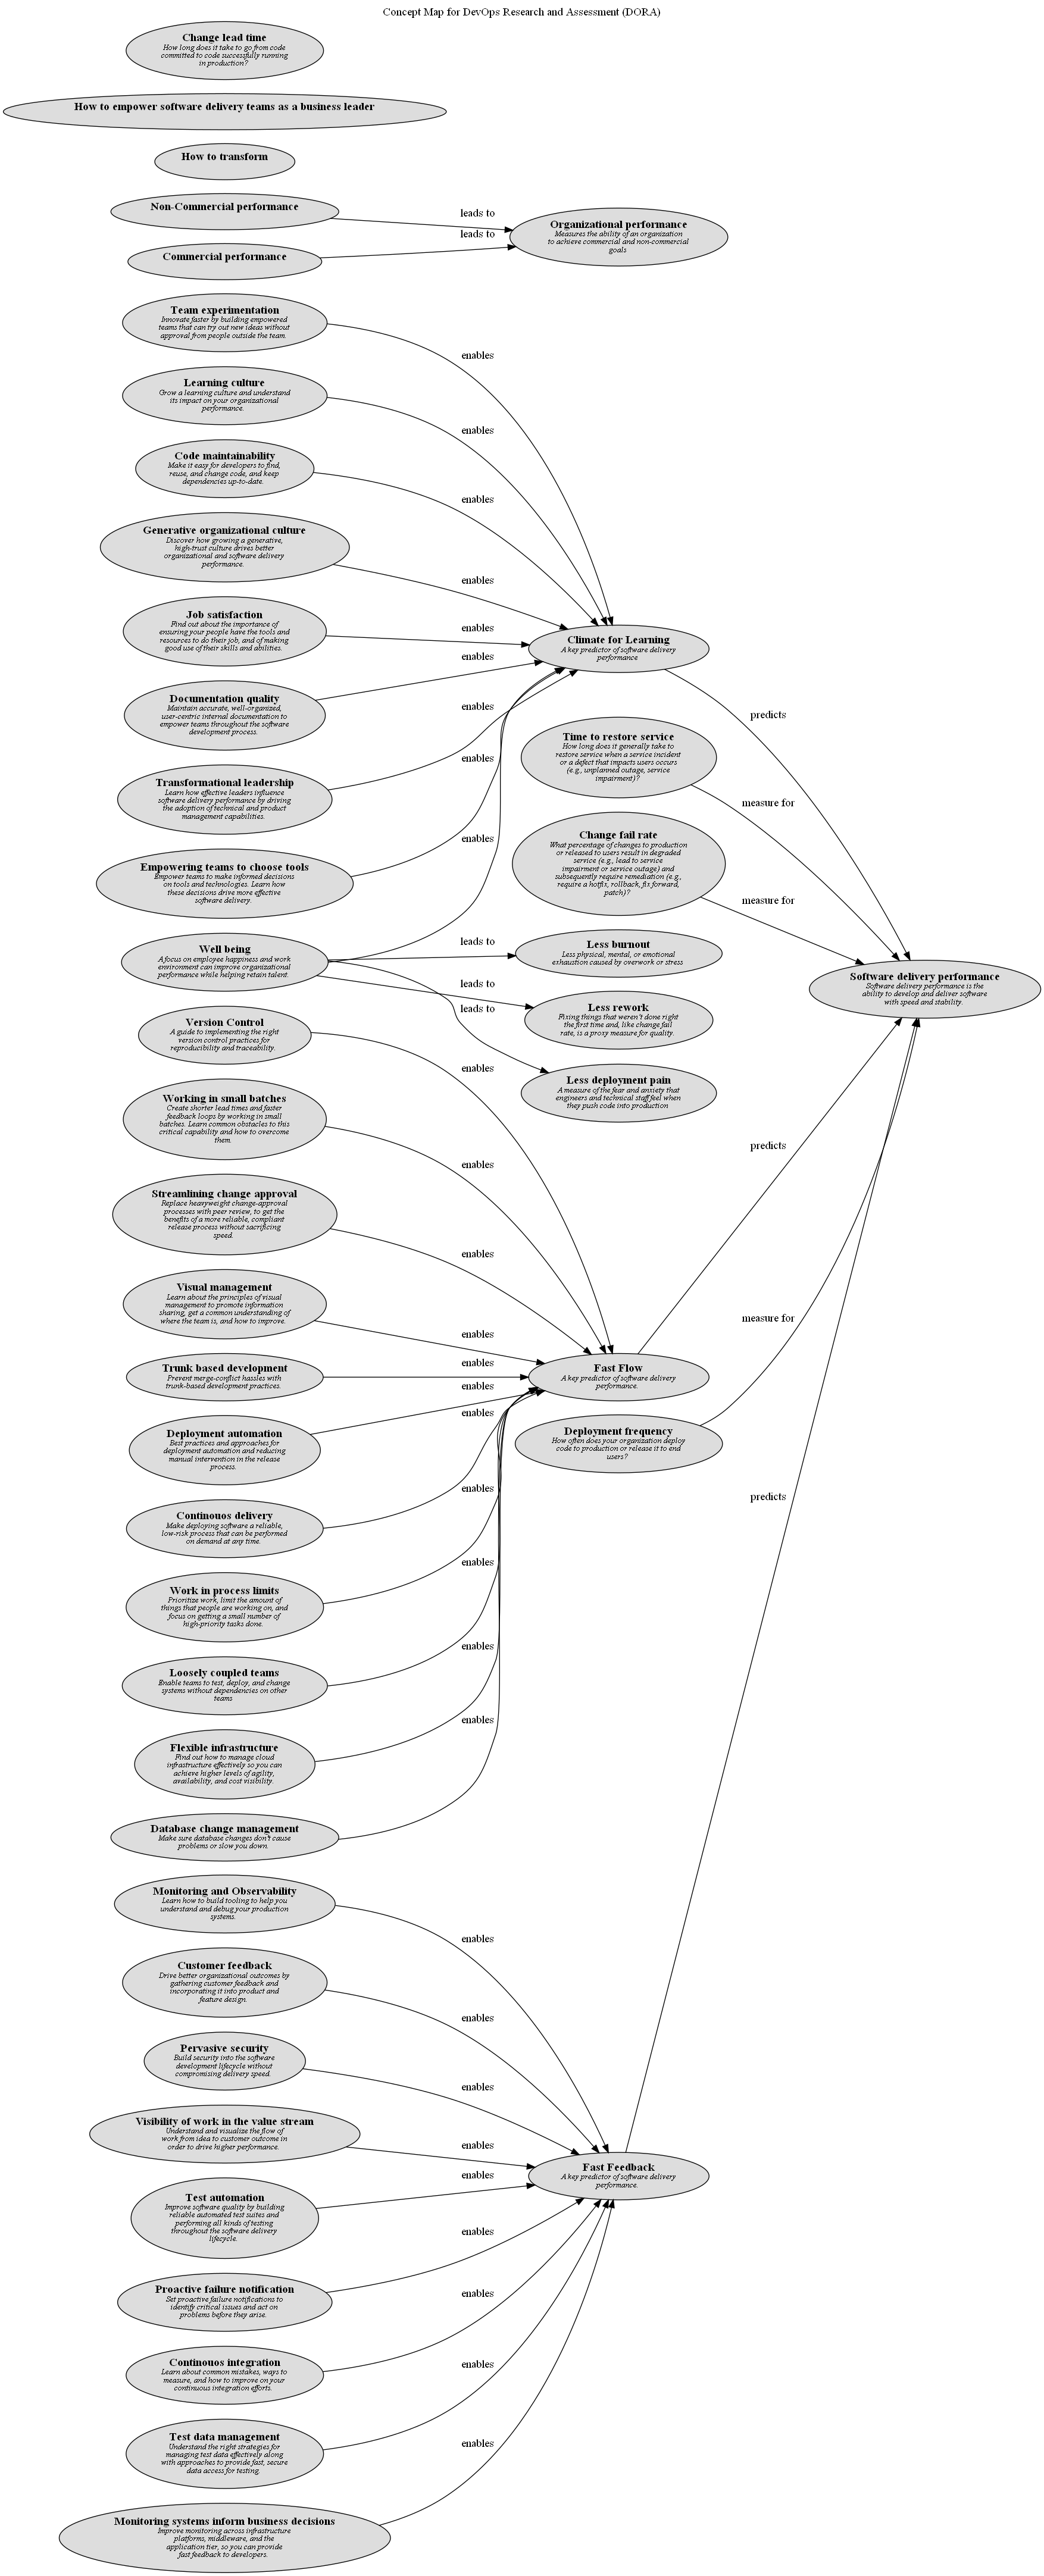 Concept Map for DevOps Research and Assessment (DORA)
Change lead time
How long does it take to go from code
committed to code successfully running
in production?
How to empower software delivery teams as a business leader
How to transform
Non-Commercial performance
leads to
Organizational performance
Measures the ability of an organization
to achieve commercial and non-commercial
goals
leads to
Commercial performance
Team experimentation
Innovate faster by building empowered
teams that can try out new ideas without
approval from people outside the team.
enables
Learning culture
Grow a learning culture and understand
its impact on your organizational
performance.
enables
Code maintainability
Make it easy for developers to find,
reuse, and change code, and keep
dependencies up-to-date.
enables
Generative organizational culture
Discover how growing a generative,
high-trust culture drives better
organizational and software delivery
performance.
enables
Job satisfaction
Find out about the importance of
ensuring your people have the tools and
resources to do their job, and of making
good use of their skills and abilities.
enables
Climate for Learning
A key predictor of software delivery
performance
enables
Documentation quality
Maintain accurate, well-organized,
user-centric internal documentation to
empower teams throughout the software
development process.
enables
predicts
Time to restore service
How long does it generally take to
restore service when a service incident
or a defect that impacts users occurs
(e.g., unplanned outage, service
impairment)?
Transformational leadership
Learn how effective leaders influence
software delivery performance by driving
the adoption of technical and product
management capabilities.
enables
measure for
Change fail rate
What percentage of changes to production
or released to users result in degraded
service (e.g., lead to service
impairment or service outage) and
subsequently require remediation (e.g.,
require a hotfix, rollback, fix forward,
patch)?
enables
Empowering teams to choose tools
Empower teams to make informed decisions
on tools and technologies. Learn how
these decisions drive more effective
software delivery.
measure for
Well being
A focus on employee happiness and work
environment can improve organizational
performance while helping retain talent.
leads to
Less burnout
Less physical, mental, or emotional
exhaustion caused by overwork or stress
Software delivery performance
Software delivery performance is the
ability to develop and deliver software
with speed and stability.
leads to
Less rework
Fixing things that weren't done right
the first time and, like change fail
rate, is a proxy measure for quality.
leads to
Version Control
A guide to implementing the right
version control practices for
reproducibility and traceability.
enables
Less deployment pain
A measure of the fear and anxiety that
engineers and technical staff feel when
they push code into production
Working in small batches
Create shorter lead times and faster
feedback loops by working in small
batches. Learn common obstacles to this
critical capability and how to overcome
them.
enables
predicts
Streamlining change approval
Replace heavyweight change-approval
processes with peer review, to get the
benefits of a more reliable, compliant
release process without sacrificing
speed.
enables
Visual management
Learn about the principles of visual
management to promote information
sharing, get a common understanding of
where the team is, and how to improve.
enables
measure for
Trunk based development
Prevent merge-conflict hassles with
trunk-based development practices.
enables
Fast Flow
A key predictor of software delivery
performance.
enables
Deployment automation
Best practices and approaches for
deployment automation and reducing
manual intervention in the release
process.
enables
Deployment frequency
How often does your organization deploy
code to production or release it to end
users?
Continouos delivery
Make deploying software a reliable,
low-risk process that can be performed
on demand at any time.
enables
predicts
Work in process limits
Prioritize work, limit the amount of
things that people are working on, and
focus on getting a small number of
high-priority tasks done.
enables
Loosely coupled teams
Enable teams to test, deploy, and change
systems without dependencies on other
teams
enables
Flexible infrastructure
Find out how to manage cloud
infrastructure effectively so you can
achieve higher levels of agility,
availability, and cost visibility.
enables
Database change management
Make sure database changes don't cause
problems or slow you down.
Monitoring and Observability
Learn how to build tooling to help you
understand and debug your production
systems.
enables
Customer feedback
Drive better organizational outcomes by
gathering customer feedback and
incorporating it into product and
feature design.
enables
Pervasive security
Build security into the software
development lifecycle without
compromising delivery speed.
enables
Visibility of work in the value stream
Understand and visualize the flow of
work from idea to customer outcome in
order to drive higher performance.
enables
Fast Feedback
A key predictor of software delivery
performance.
enables
Test automation
Improve software quality by building
reliable automated test suites and
performing all kinds of testing
throughout the software delivery
lifecycle.
enables
Proactive failure notification
Set proactive failure notifications to
identify critical issues and act on
problems before they arise.
enables
Continouos integration
Learn about common mistakes, ways to
measure, and how to improve on your
continuous integration efforts.
enables
Test data management
Understand the right strategies for
managing test data effectively along
with approaches to provide fast, secure
data access for testing.
enables
Monitoring systems inform business decisions
Improve monitoring across infrastructure
platforms, middleware, and the
application tier, so you can provide
fast feedback to developers.